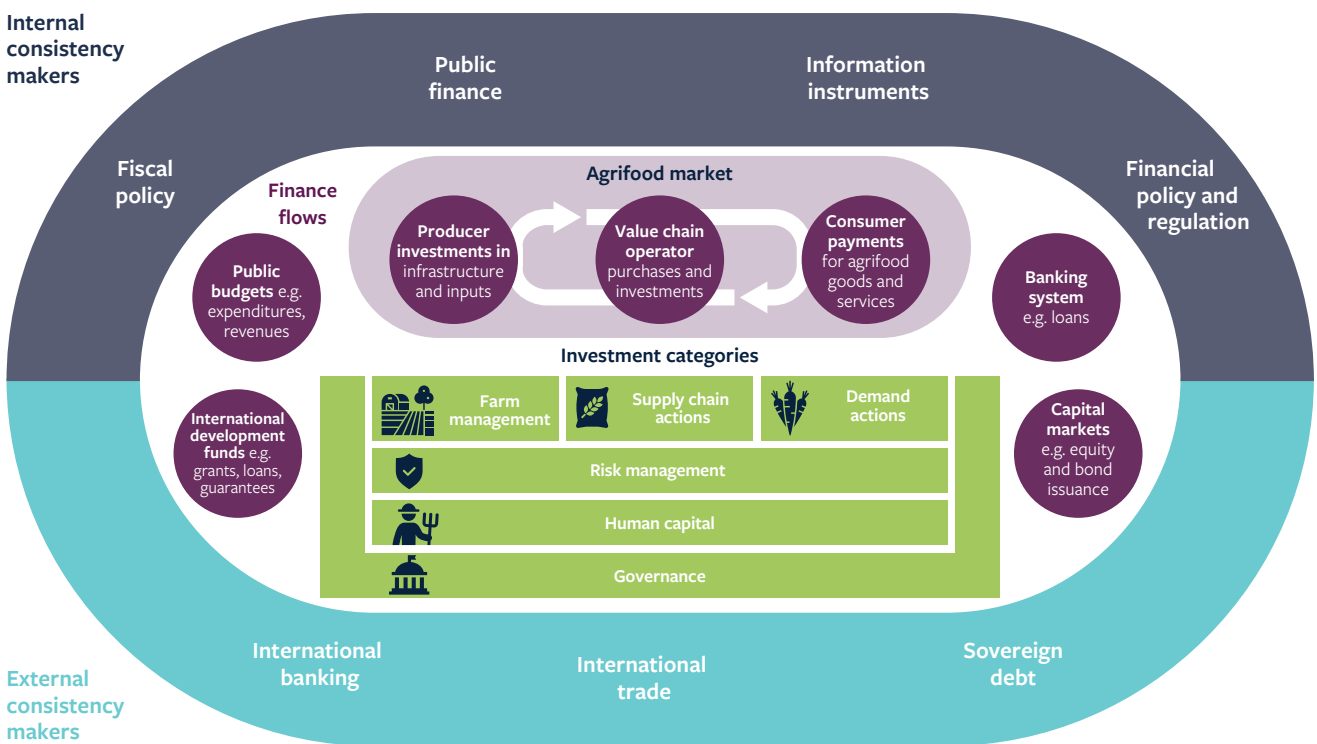 Internal
consistency
makers
Public
finance
Information
instruments
Fiscal
policy
Financial
policy and
regulation
Finance
flows
Agrifood market
Producer
investments in
infrastructure
and inputs
Value chain
operator
purchases and
investments
Consumer
payments
for agrifood
goods and
services
Public
budgets e.g.
expenditures,
revenues
Banking
system
e.g. loans
Investment categories
International
development
funds e.g.
grants, loans,
guarantees
Farm
management
Supply chain
actions
Demand
actions
Capital
markets
e.g. equity
and bond
issuance
Risk management
Human capital
Governance
International
banking
International
trade
Sovereign
debt
External
consistency
makers